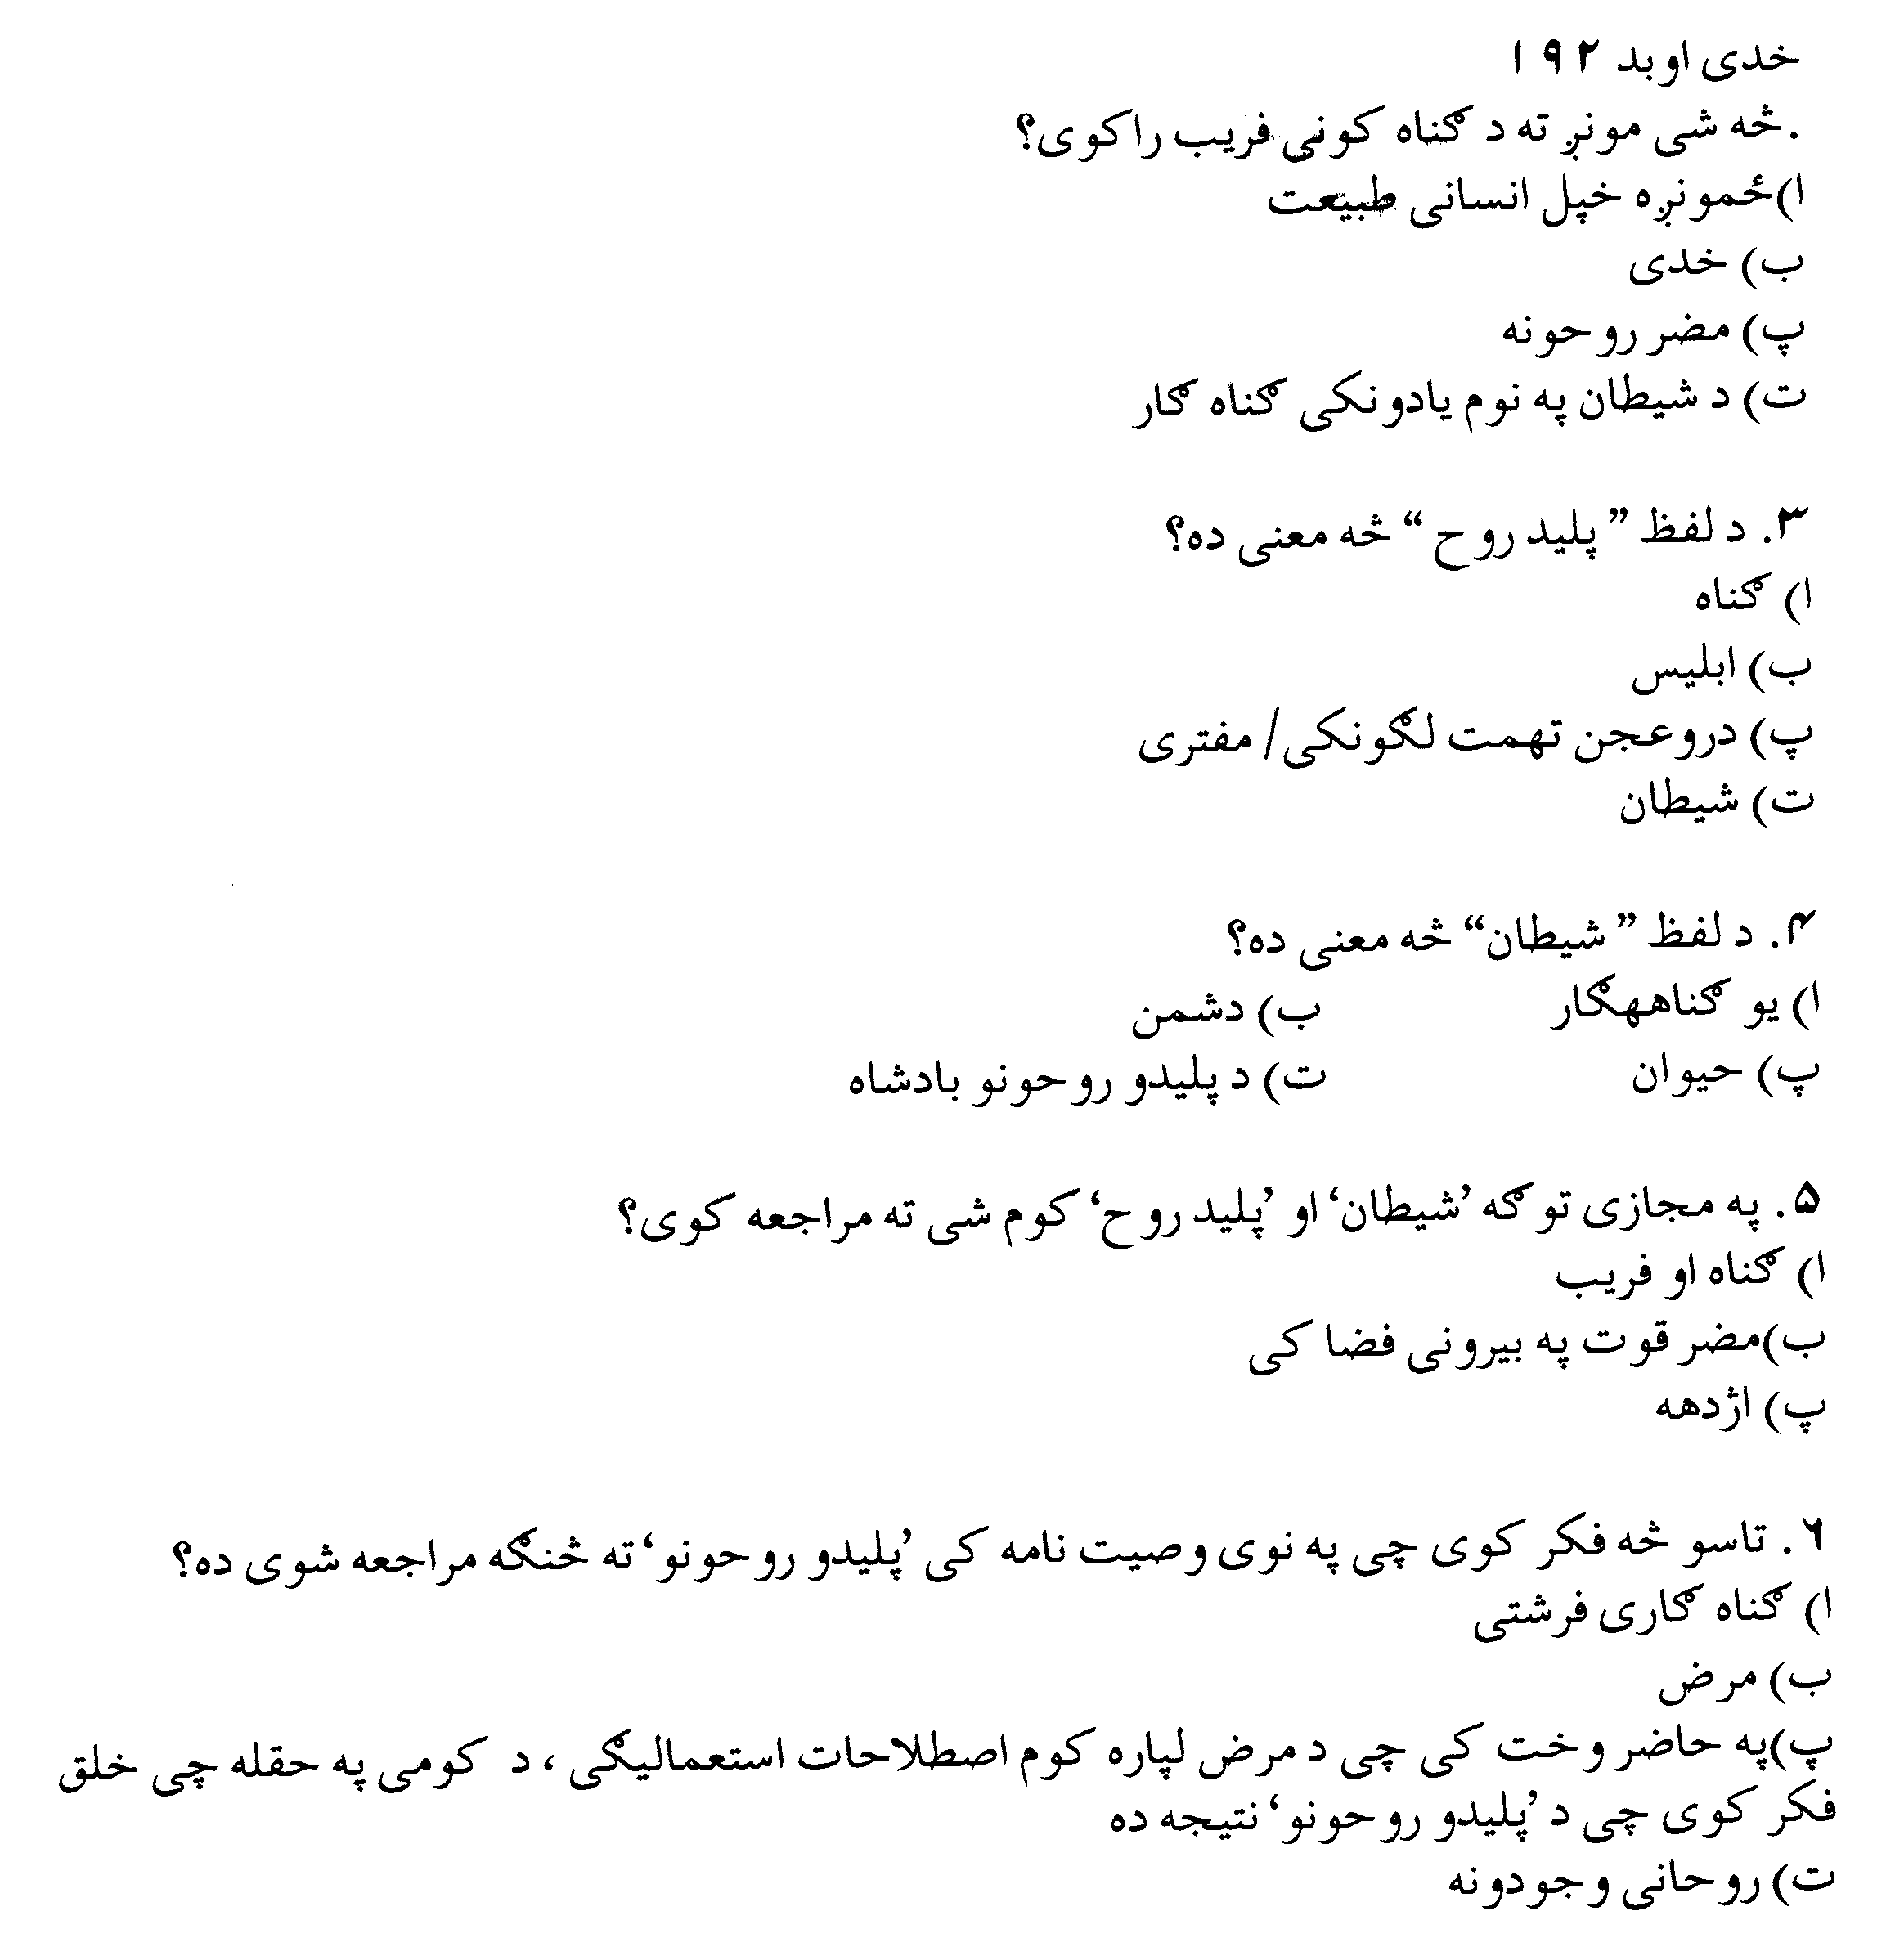 خدی او بد ۱۹۲
.څه شی مونږ ته د ګناه کونی فریب راکوی؟
ا)ځمونږه خپل انسانی طبیعت
ب) خدی
پ) مضر روحونه
ت) د شیطان په نوم یادونکی ګناه ګار
۳. د لفظ ” پلید روح “ څه معنی ده؟
ا) ګناه
ب) ابلیس
پ) دروعجن تهمت لګونکی/ مفتری
ت) شیطان
۴. د لفظ ” شیطان“ څه معنی ده؟
ا) یو ګناههګار ب) دشمن
پ) حیوان ت) د پلیدو روحونو بادشاه
۵. په مجازی توګه ’شیطان‘ او ’پلید روح‘ کوم شی ته مراجعه کوی؟
ا) ګناه او فریب
ب)مضر قوت په بیرونی فضا کی
پ) اژدهه
۶. تاسو څه فکر کوی چی په نوی وصیت نامه کی ’پلیدو روحونو‘ ته څنګه مراجعه شوی ده؟
ا) ګناه ګاری فرشتی
ب) مرض
پ)په حاضر وخت کی چی د مرض لپاره کوم اصطلاحات استعمالیګی ، د کومی په حقله چی خلق
فکر کوی چی د ’پلیدو روحونو‘ نتیجه ده
ت) روحانی وجودونه